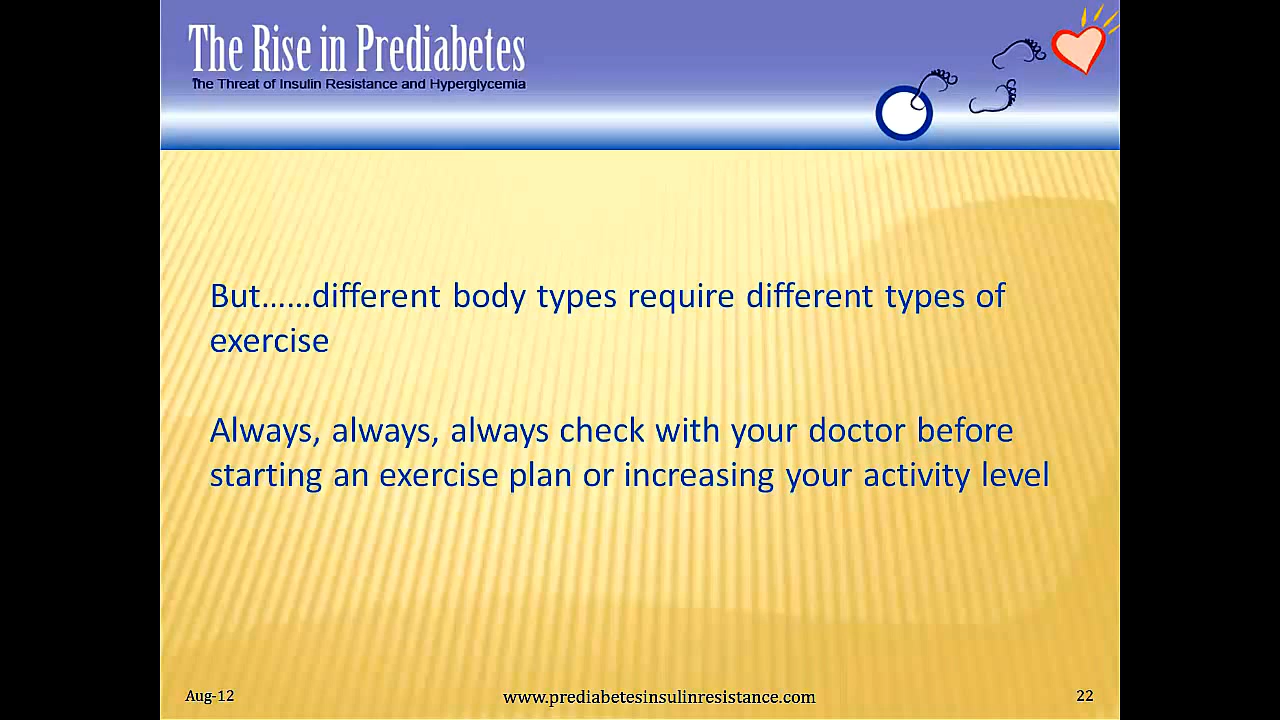 The Rise in Prediabetes
The Threat of Insulin Resistance and Hyperglycemia
But……different body types require different types of
exercise
Always, always, always check with your doctor before
starting an exercise plan or increasing your activity level
Aug-12
www.prediabetesinsulinresistance.com
22